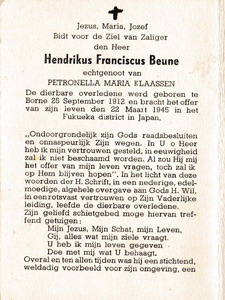 Jezus, Maria, Jozef
Bidt voor de Ziel van Zaliger
den Heer
Hendrikus Franciscus Beune
echtgenoot van
PETRONELLA MARIA KLAASSEN
De dierbare overledene werd geboren te
Borne 25 September 1912 en bracht het offer
van zijn leven den 22 Maart 1945 in het
Fukueka district in Japan.
„Ondoorgrondelijk zijn Gods raadsbesluiten
en onnaspeurlijk Zijn wegen. In U o Heer
heb ik mijn vertrouwen gesteld, in eeuwigheid
zal ik niet beschaamd worden. Al zou Hij mij
het offer van mijn leven vragen, toch zal ik
op Hem blijven hopen”. In het licht van deze
woorden der H. Schrift, zien we de edel-
moedige, algehele overgave aan Gods H. Wil,
een rotsvast vertrouwen op Zijn Vaderlijke
leiding, leefde en stierf deze dierbare overledene
Zijn geliefd schietgebed moge hiervan tref-
fend getuigen:
Mijn Jezus, Mijn Schat, mijn Leven,
Gij, alles wat mijn ziele vraagt.
U heb ik mijn leven gegeven
Doe met mij wat U behaagt.
Overal en ten allen tijde was hij een stichtend,
weldadig voorbeeld voor zijn omgeving, een